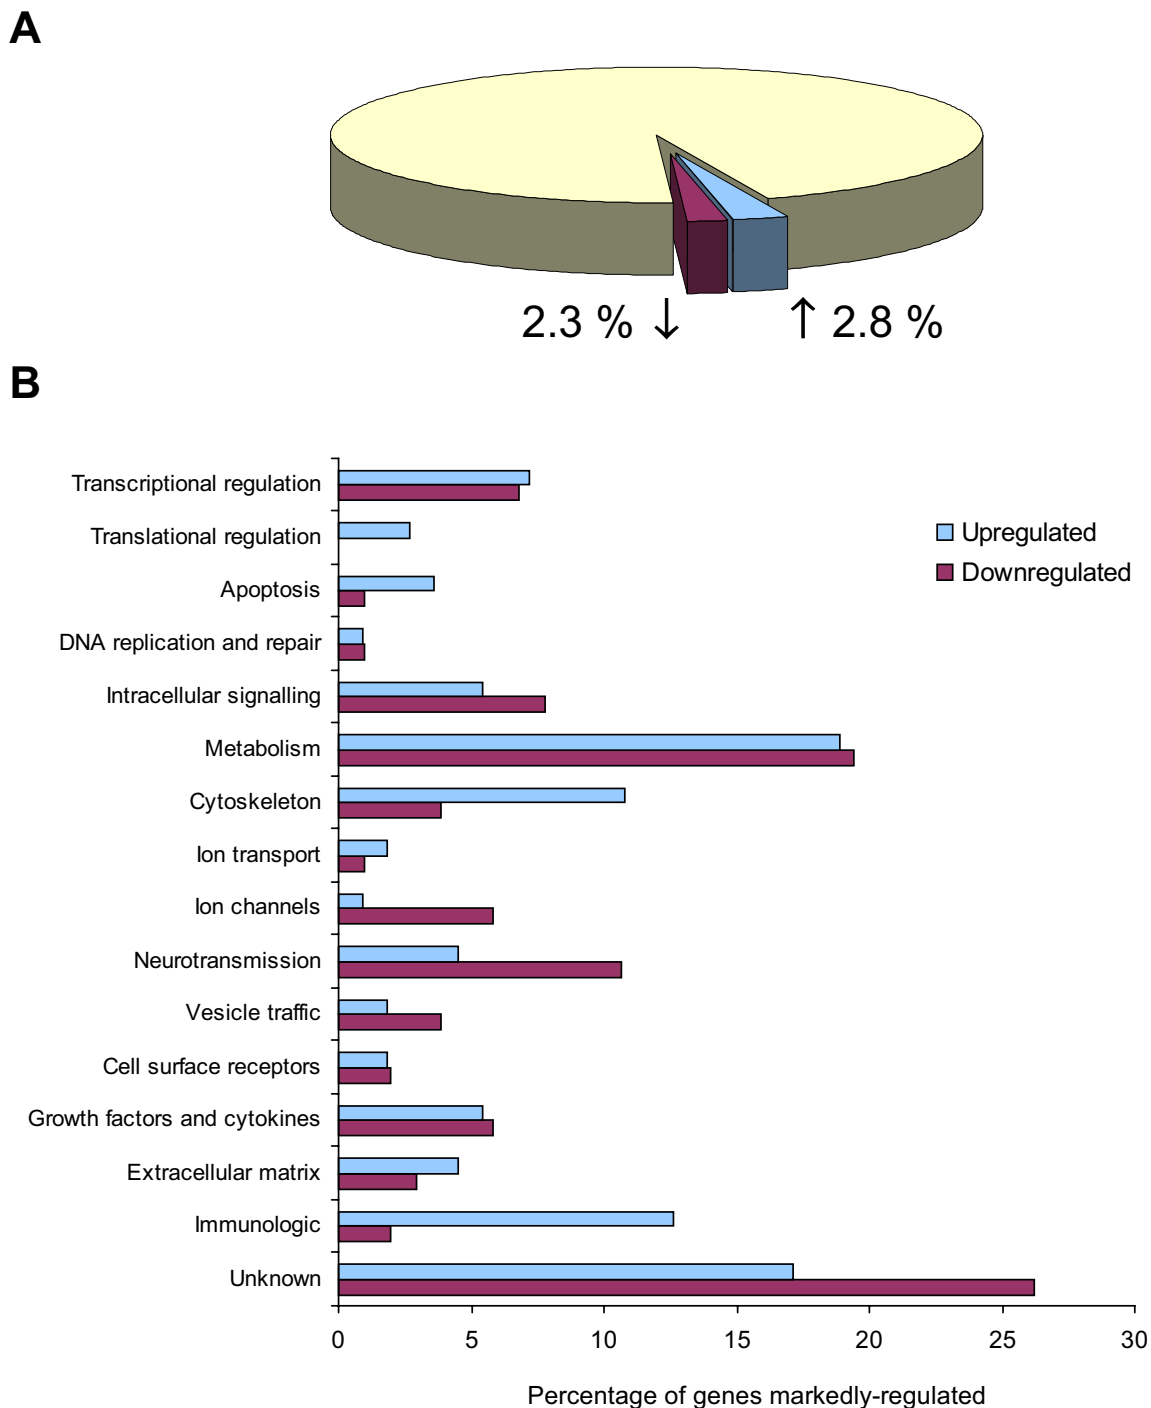 A
2.3 % ↓
↑ 2.8 %
B
Transcriptional regulation
Translational regulation
Apoptosis
DNA replication and repair
Intracellular signalling
Metabolism
Cytoskeleton
Ion transport
Ion channels
Neurotransmission
Vesicle traffic
Cell surface receptors
Growth factors and cytokines
Extracellular matrix
Immunologic
Unknown
Upregulated
Downregulated
0 5 10 15 20 25 30
Percentage of genes markedly-regulated